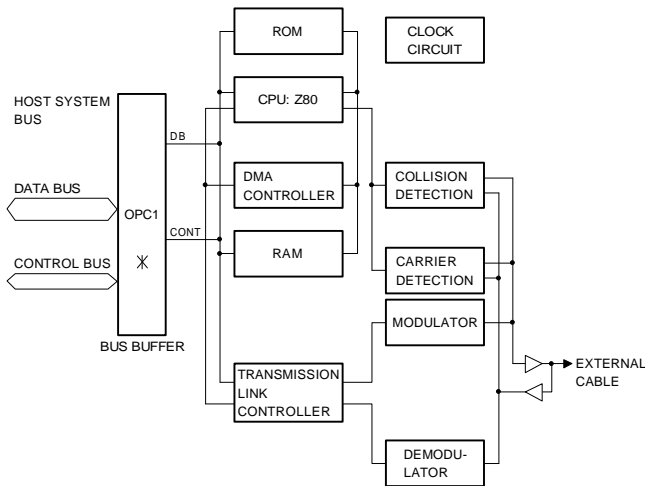 ROM
CLOCK
CIRCUIT
HOST SYSTEM
BUS
CPU: Z80
DB
DATA BUS
OPC1
DMA
CONTROLLER
COLLISION
DETECTION
CONT
CONTROL BUS
RAM
CARRIER
DETECTION
BUS BUFFER
MODULATOR
TRANSMISSION
LINK
CONTROLLER
EXTERNAL
CABLE
DEMODU-
LATOR